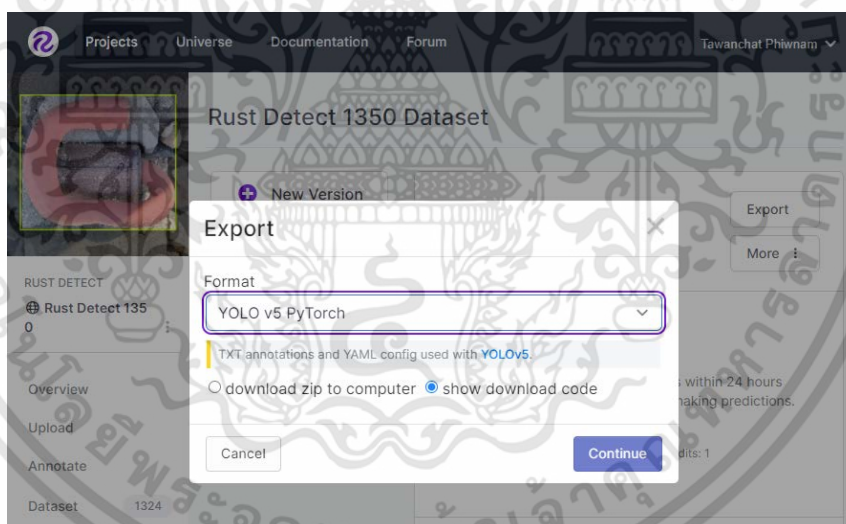 Projects Universe Documentation Forum Tawanchat Phiwnam
Rust Detect 1350 Dataset
New Version
Export
More
Export
Format
YOLO v5 PyTorch
TXT annotations and YAML config used with YOLOv5.
download zip to computer show download code
Cancel Continue
RUST DETECT
Rust Detect 135
0
Overview
Upload
Annotate
Dataset 1324
within 24 hours
making predictions.
dits: 1